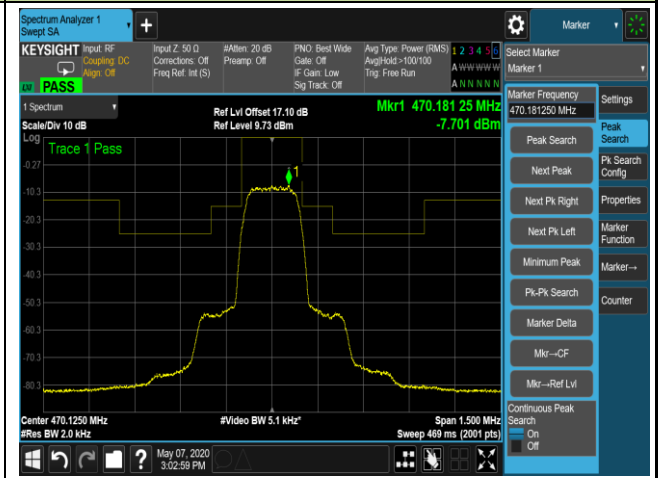 Spectrum Analyzer 1
Swept SA
+
Marker
KEYSIGHT
Input: RF
Coupling: DC
Align: Off
Input Z: 50 Ω
Corrections: Off
Freq Ref: Int (S)
#Atten: 20 dB
Preamp: Off
PNO: Best Wide
Gate: Off
IF Gain: Low
Sig Track: Off
Avg Type: Power (RMS)
Avg|Hold:>100/100
Trig: Free Run
1 2 3 4 5 6
A W W W W W
A N N N N N
LXI
PASS
Select Marker
Marker 1
1 Spectrum
Scale/Div 10 dB
Ref Lvl Offset 17.10 dB
Ref Level 9.73 dBm
Mkr1 470.181 25 MHz
-7.701 dBm
Log
Trace 1 Pass
1
-0.27
-10.3
-20.3
-30.3
-40.3
-50.3
-60.3
-70.3
-80.3
Center 470.1250 MHz
#Video BW 5.1 kHz*
Span 1.500 MHz
#Res BW 2.0 kHz
Sweep 469 ms (2001 pts)
Marker Frequency
470.181250 MHz
Peak Search
Next Peak
Next Pk Right
Next Pk Left
Minimum Peak
Pk-Pk Search
Marker Delta
Mkr→CF
Mkr→Ref Lvl
Continuous Peak
Search
On
Off
Settings
Peak
Search
Pk Search
Config
Properties
Marker
Function
Marker→
Counter
?
May 07, 2020
3:02:59 PM